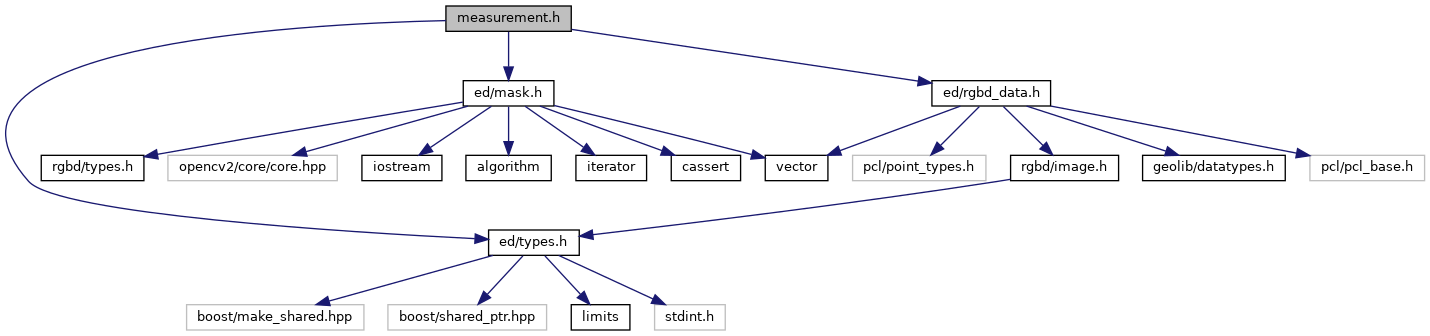 measurement.h
ed/mask.h
ed/rgbd_data.h
rgbd/types.h
opencv2/core/core.hpp
iostream
algorithm
iterator
cassert
vector
pcl/point_types.h
rgbd/image.h
geolib/datatypes.h
pcl/pcl_base.h
ed/types.h
boost/make_shared.hpp
boost/shared_ptr.hpp
limits
stdint.h